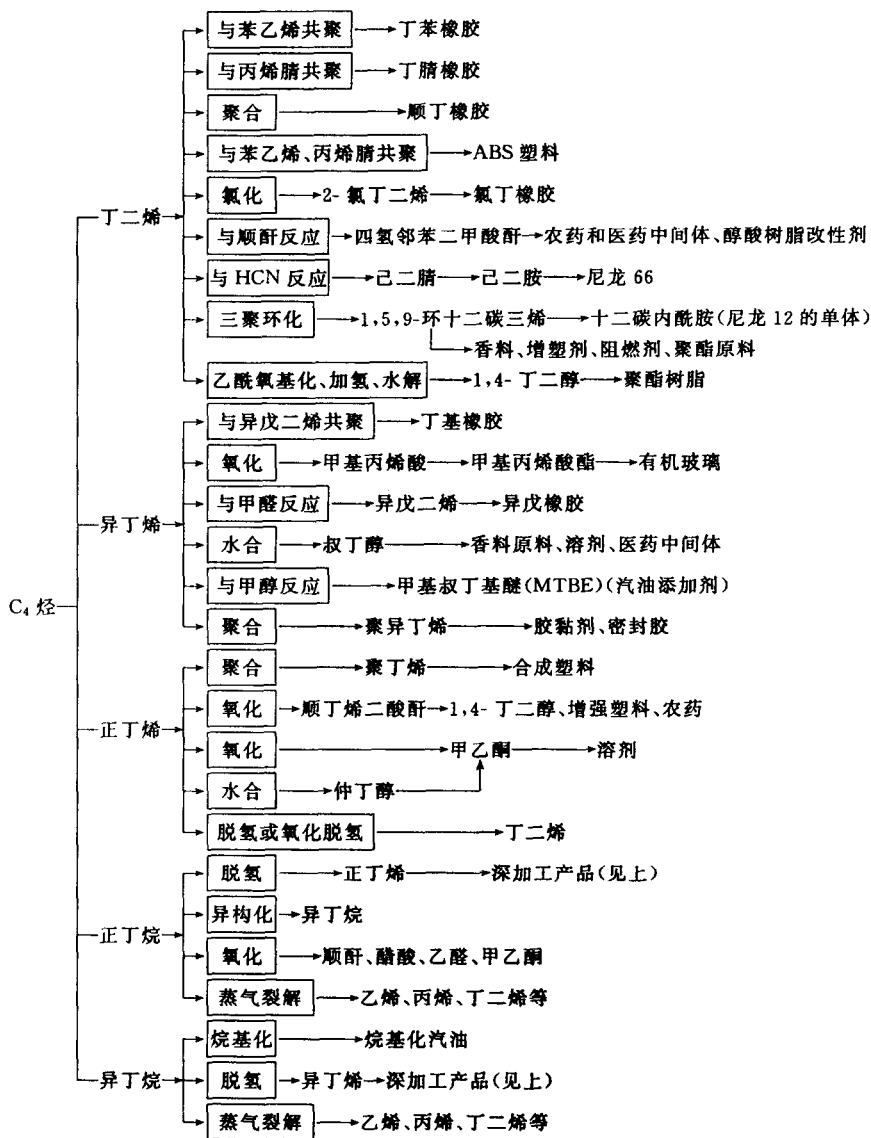 与苯乙烯共聚 丁苯橡胶
与丙烯腈共聚 丁腈橡胶
聚合 顺丁橡胶
与苯乙烯、丙烯腈共聚 ABS 塑料
氯化 2-氯丁二烯 氯丁橡胶
丁二烯
与顺酐反应 四氢邻苯二甲酸酐 农药和医药中间体、醇酸树脂改性剂
与 HCN 反应 己二腈 己二胺 尼龙 66
三聚环化 1,5,9-环十二碳三烯 十二碳内酰胺(尼龙 12 的单体)
香料、增塑剂、阻燃剂、聚酯原料
乙酰氧基化、加氢、水解 1,4-丁二醇 聚酯树脂
与异戊二烯共聚 丁基橡胶
氧化 甲基丙烯酸 甲基丙烯酸酯 有机玻璃
与甲醛反应 异戊二烯 异戊橡胶
异丁烯
水合 叔丁醇 香料原料、溶剂、医药中间体
与甲醇反应 甲基叔丁基醚(MTBE)(汽油添加剂)
C₄ 烃
聚合 聚异丁烯 胶黏剂、密封胶
聚合 聚丁烯 合成塑料
氧化 顺丁烯二酸酐 1,4-丁二醇、增强塑料、农药
正丁烯
氧化 甲乙酮 溶剂
水合 仲丁醇
脱氢或氧化脱氢 丁二烯
脱氢 正丁烯 深加工产品(见上)
异构化 异丁烷
正丁烷
氧化 顺酐、醋酸、乙醛、甲乙酮
蒸气裂解 乙烯、丙烯、丁二烯等
烷基化 烷基化汽油
异丁烷 脱氢 异丁烯 深加工产品(见上)
蒸气裂解 乙烯、丙烯、丁二烯等